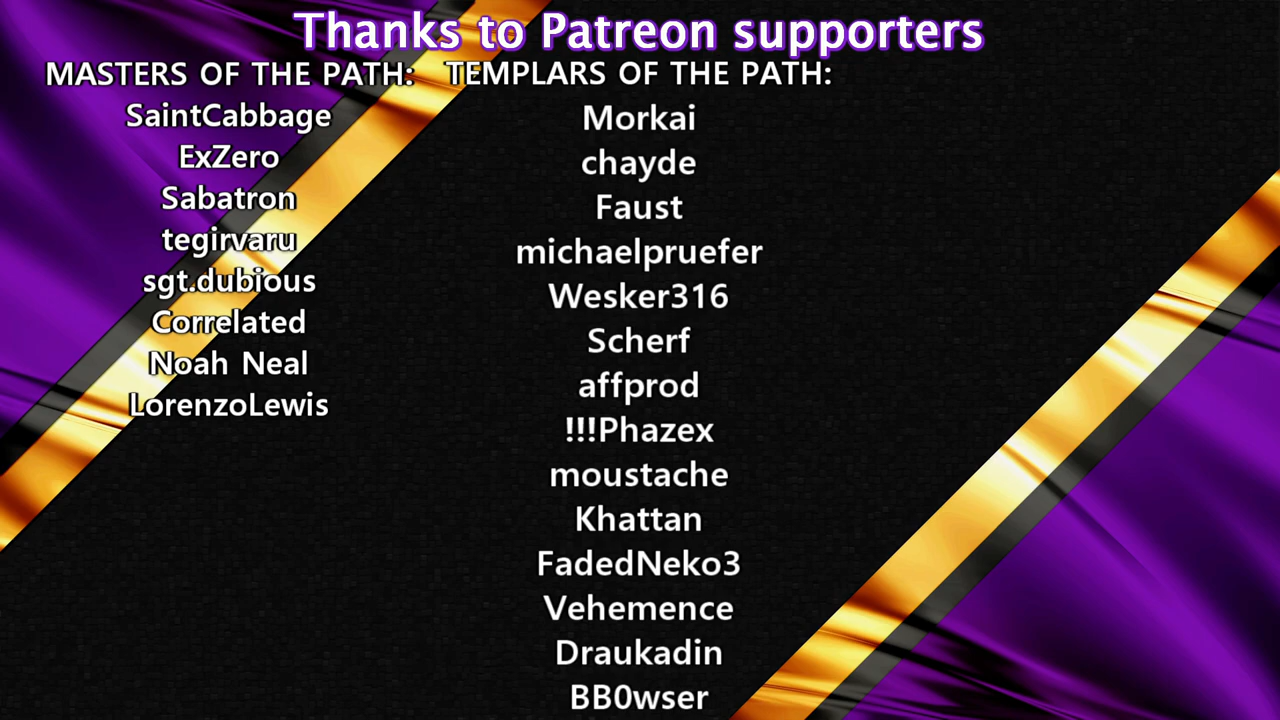 Thanks to Patreon supporters
MASTERS OF THE PATH:
SaintCabbage
ExZero
Sabatron
tegirvaru
sgt.dubious
Correlated
Noah Neal
LorenzoLewis
TEMPLARS OF THE PATH:
Morkai
chayde
Faust
michaelpruefer
Wesker316
Scherf
affprod
!!!Phazex
moustache
Khattan
FadedNeko3
Vehemence
Draukadin
BB0wser